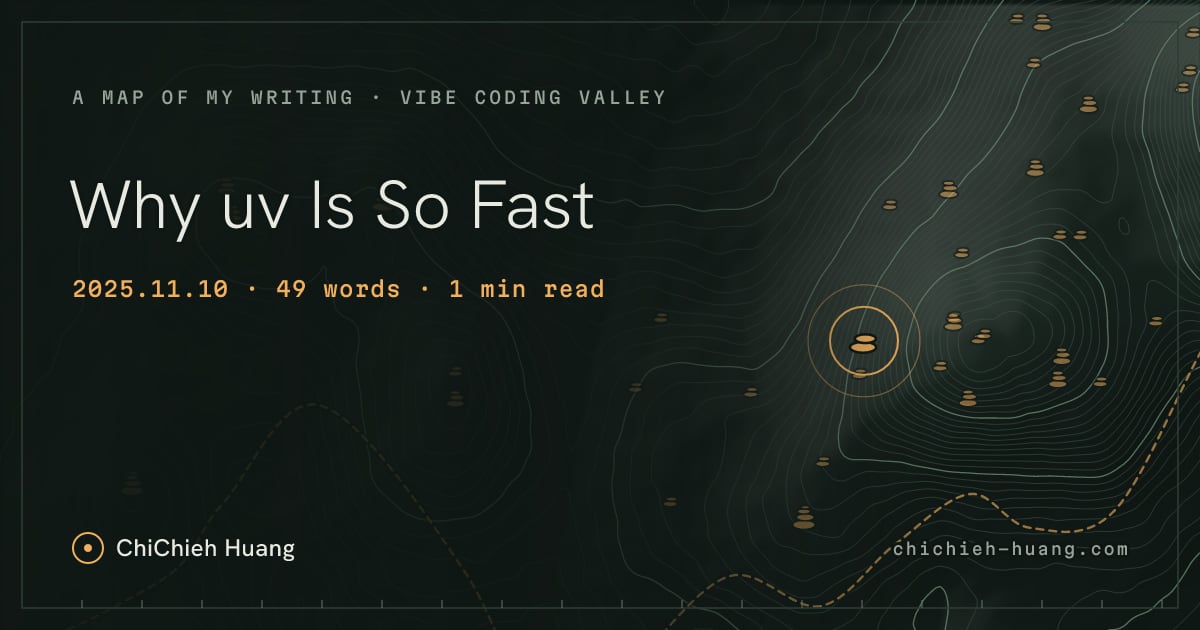 A MAP OF MY WRITING · VIBE CODING VALLEY
Why uv Is So Fast
2025.11.10 · 49 words · 1 min read
ChiChieh Huang
chichieh-huang.com